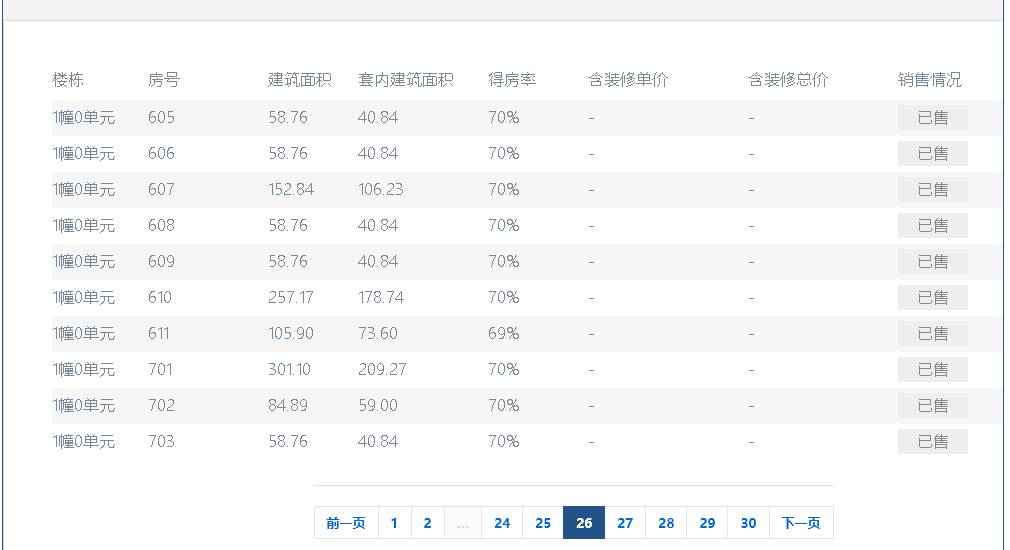 楼栋 房号 建筑面积 套内建筑面积 得房率 含装修单价 含装修总价 销售情况
1幢0单元 605 58.76 40.84 70% - - 已售
1幢0单元 606 58.76 40.84 70% - - 已售
1幢0单元 607 152.84 106.23 70% - - 已售
1幢0单元 608 58.76 40.84 70% - - 已售
1幢0单元 609 58.76 40.84 70% - - 已售
1幢0单元 610 257.17 178.74 70% - - 已售
1幢0单元 611 105.90 73.60 69% - - 已售
1幢0单元 701 301.10 209.27 70% - - 已售
1幢0单元 702 84.89 59.00 70% - - 已售
1幢0单元 703 58.76 40.84 70% - - 已售
前一页 1 2 ... 24 25 26 27 28 29 30 下一页